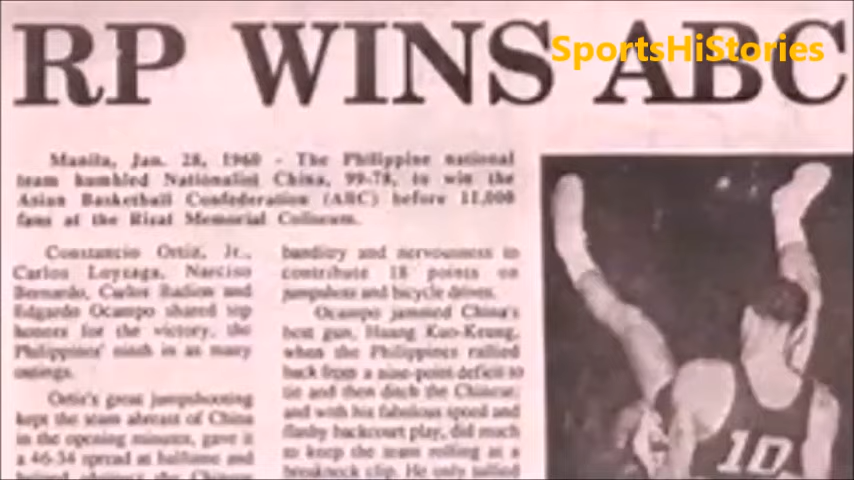 RP WINS ABC
SportsHiStories
Manila, Jan. 28, 1960 - The Philippine national
team humbled Nationalist China, 99-78, to win the
Asian Basketball Confederation (ABC) before 11,000
fans at the Rizal Memorial Coliseum.
Constancio Ortiz, Jr.,
Carlos Loyzaga, Narciso
Bernardo, Carlos Badion and
Edgardo Ocampo shared top
honors for the victory, the
Philippines' ninth in as many
outings.
Ortiz's great jumpshooting
kept the team abreast of China
in the opening minutes, gave it
a 46-34 spread at halftime and
helped the Chinese
banditry and nervousness to
contribute 18 points on
jumpshots and bicycle drives.
Ocampo jammed China's
best gun, Huang Kuo-Keung,
when the Philippines rallied
back from a nine-point deficit to
tie and then ditch the Chinese,
and with his fabulous speed and
flashy backcourt play, did much
to keep the team rolling at a
breakneck clip. He only
10